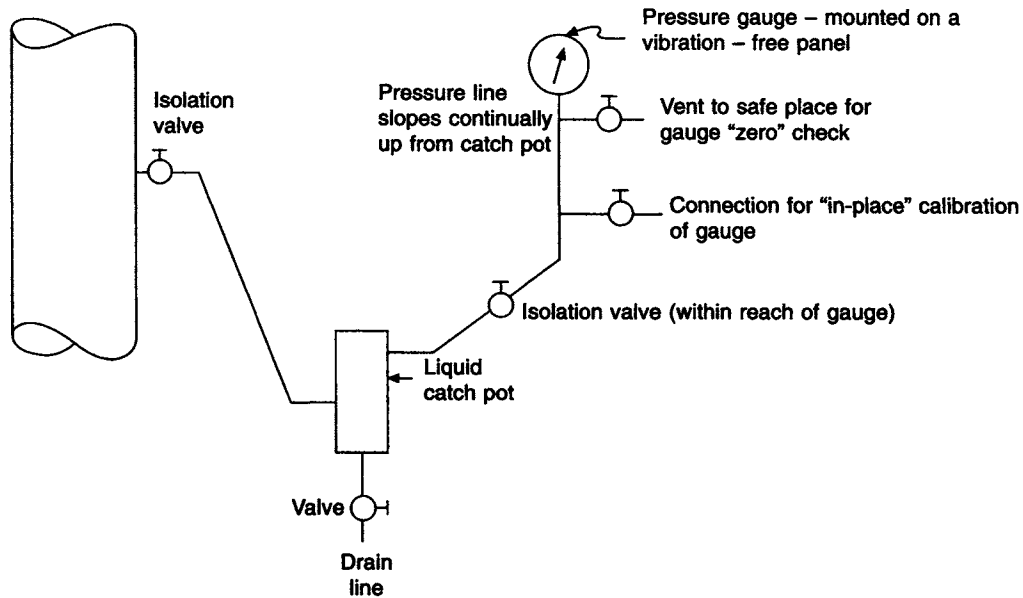 Pressure gauge – mounted on a
vibration – free panel
Isolation
valve
Pressure line
slopes continually
up from catch pot
Vent to safe place for
gauge “zero” check
Connection for “in-place” calibration
of gauge
Isolation valve (within reach of gauge)
Liquid
catch pot
Valve
Drain
line